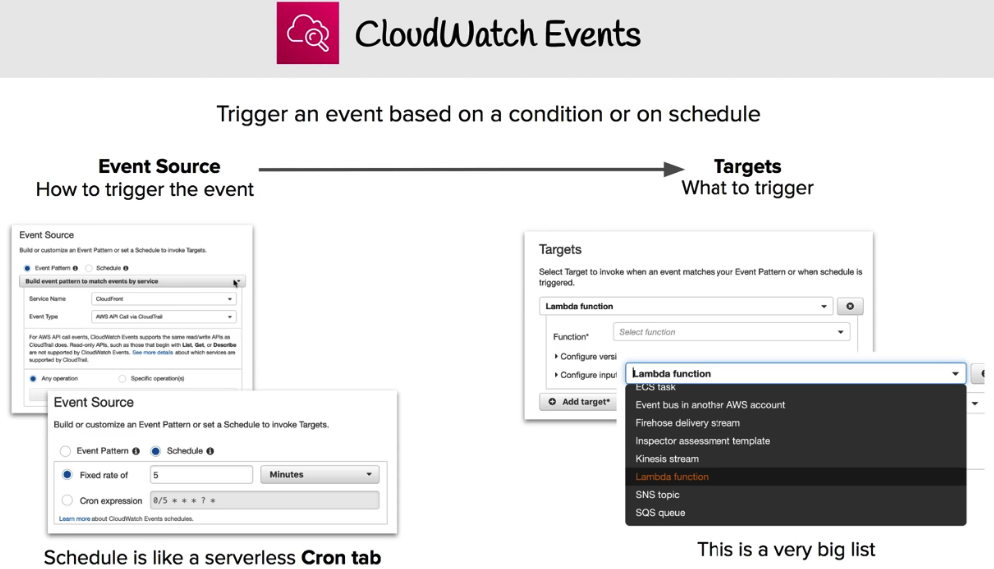 CloudWatch Events
Trigger an event based on a condition or on schedule
Event Source
How to trigger the event
Targets
What to trigger
Event Source
Build or customize an Event Pattern or set a Schedule to invoke Targets.
Event Pattern Schedule
Build event pattern to match events by service
Service Name CloudFront
Event Type AWS API Call via CloudTrail
For AWS API call events, CloudWatch Events supports the same read/write APIs as
CloudTrail does. Read-only APIs, such as those that begin with List, Get, or Describe
are not supported by CloudWatch Events. See more details about which services are
supported by CloudTrail.
Any operation Specific operation(s)
Event Source
Build or customize an Event Pattern or set a Schedule to invoke Targets.
Event Pattern Schedule
Fixed rate of 5 Minutes
Cron expression 0/5 * * * ? *
Learn more about CloudWatch Events schedules.
Schedule is like a serverless Cron tab
Targets
Select Target to invoke when an event matches your Event Pattern or when schedule is
triggered.
Lambda function
Function* Select function
Configure versi
Configure input
Add target*
Lambda function
ECS task
Event bus in another AWS account
Firehose delivery stream
Inspector assessment template
Kinesis stream
Lambda function
SNS topic
SQS queue
This is a very big list